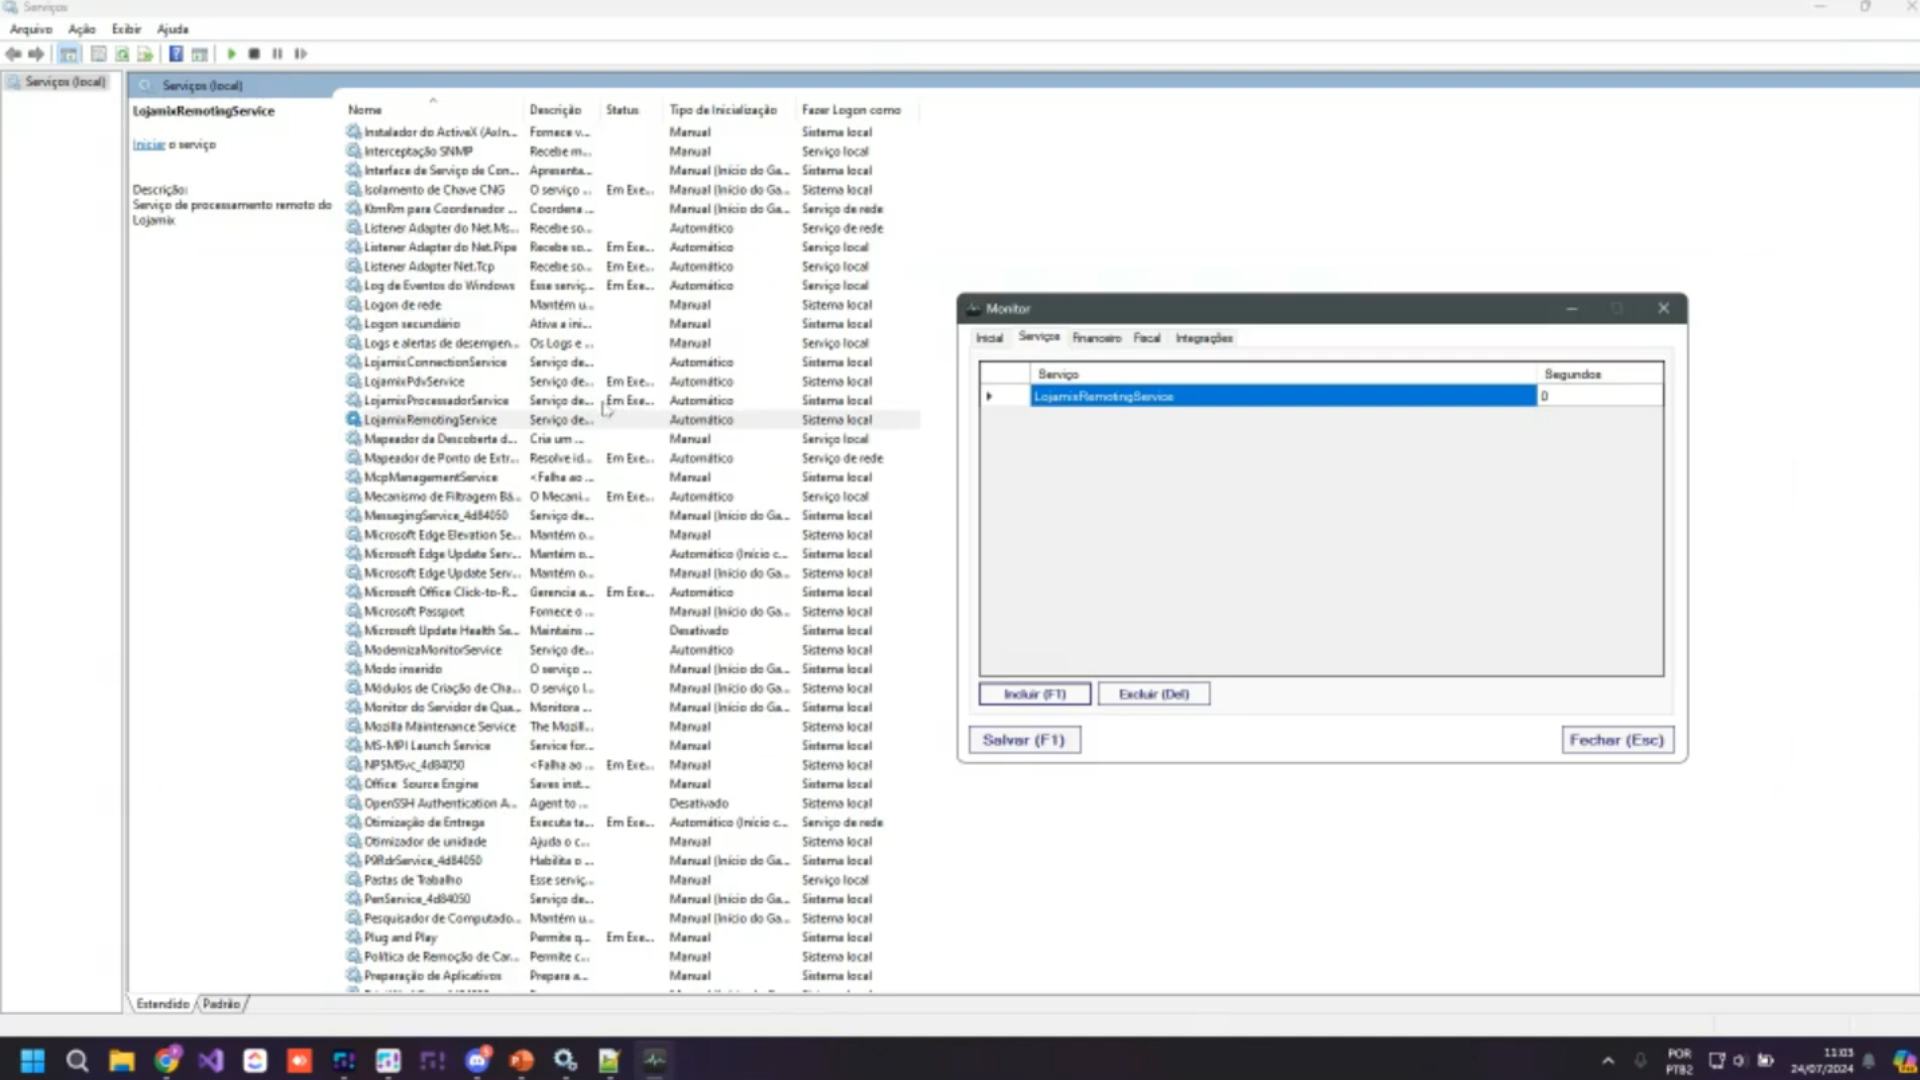 Serviços
Arquivo Ação Exibir Ajuda
Serviços (local)
Serviços (local)
LojamixRemotingService
Iniciar o serviço
Descrição:
Serviço de processamento remoto do
Lojamix
Nome Descrição Status Tipo de Inicialização Fazer Logon como
Instalador do ActiveX (AxIn... Fornece v... Manual Sistema local
Interceptação SNMP Recebe m... Manual Serviço local
Interface de Serviço de Con... Apresenta... Manual (Início do Ga... Sistema local
Isolamento de Chave CNG O serviço ... Em Exe... Manual (Início do Ga... Sistema local
KtmRm para Coordenador ... Coordena ... Manual (Início do Ga... Serviço de rede
Listener Adapter do Net.Ms... Recebe so... Automático Serviço de rede
Listener Adapter do Net.Pipe Recebe so... Em Exe... Automático Serviço local
Listener Adapter Net.Tcp Recebe so... Em Exe... Automático Serviço local
Log de Eventos do Windows Esse serviç... Em Exe... Automático Serviço local
Logon de rede Mantém u... Manual Sistema local
Logon secundário Ativa a ini... Manual Sistema local
Logs e alertas de desempen... Os Logs e ... Manual Serviço local
LojamixConnectionService Serviço de... Automático Sistema local
LojamixPdvService Serviço de... Em Exe... Automático Sistema local
LojamixProcessadorService Serviço de... Em Exe... Automático Sistema local
LojamixRemotingService Serviço de... Automático Sistema local
Mapeador da Descoberta d... Cria um ... Manual Serviço local
Mapeador de Ponto de Extr... Resolve id... Em Exe... Automático Serviço de rede
McpManagementService <Falha ao ... Manual Sistema local
Mecanismo de Filtragem Bá... O Mecani... Em Exe... Automático Serviço local
MessagingService_4d84050 Serviço de... Manual (Início do Ga... Sistema local
Microsoft Edge Elevation Se... Mantém o... Manual Sistema local
Microsoft Edge Update Serv... Mantém o... Automático (Início c... Sistema local
Microsoft Edge Update Serv... Mantém o... Manual (Início do Ga... Sistema local
Microsoft Office Click-to-R... Gerencia a... Em Exe... Automático Sistema local
Microsoft Passport Fornece o ... Manual (Início do Ga... Sistema local
Microsoft Update Health Se... Maintains ... Desativado Sistema local
ModernizaMonitorService Serviço de... Automático Sistema local
Modo inserido O serviço ... Manual (Início do Ga... Sistema local
Módulos de Criação de Cha... O serviço I... Manual (Início do Ga... Sistema local
Monitor do Servidor de Qua... Monitora ... Manual (Início do Ga... Sistema local
Mozilla Maintenance Service The Mozill... Manual Sistema local
MS-MPI Launch Service Service for... Manual Sistema local
NPSMSvc_4d84050 <Falha ao ... Em Exe... Manual Sistema local
Office Source Engine Saves inst... Manual Sistema local
OpenSSH Authentication A... Agent to ... Desativado Sistema local
Otimização de Entrega Executa ta... Em Exe... Automático (Início c... Serviço de rede
Otimizador de unidade Ajuda o c... Manual Sistema local
P9RdrService_4d84050 Habilita o ... Manual (Início do Ga... Sistema local
Pastas de Trabalho Esse serviç... Manual Serviço local
PenService_4d84050 Serviço de... Manual (Início do Ga... Sistema local
Pesquisador de Computado... Mantém u... Manual (Início do Ga... Sistema local
Plug and Play Permite q... Em Exe... Manual Sistema local
Política de Remoção de Car... Permite c... Manual Sistema local
Preparação de Aplicativos Prepara a... Manual Sistema local
Estendido Padrão
Monitor
Inicial Serviços Financeiro Fiscal Integrações
Serviço Segundos
LojamixRemotingService 0
Incluir (F1) Excluir (Del)
Salvar (F1) Fechar (Esc)
POR
PTB2
11:03
24/07/2024